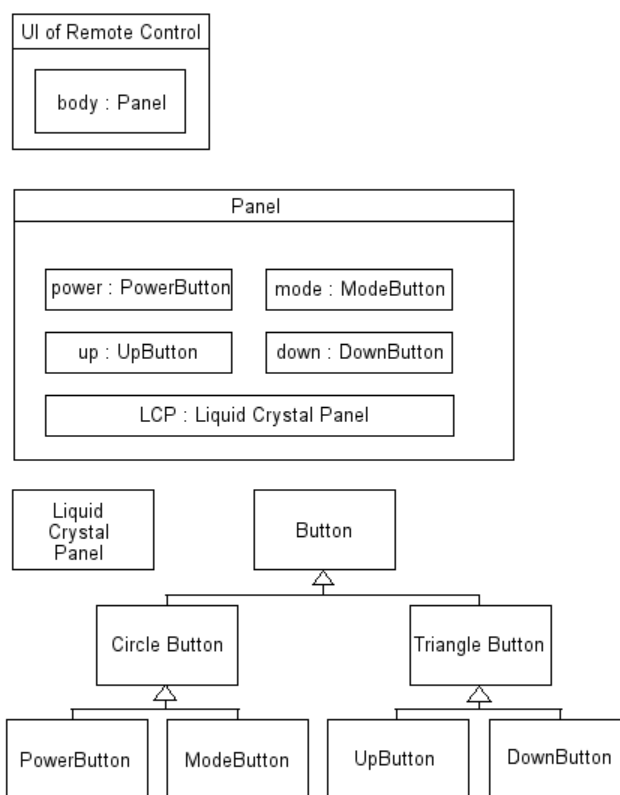 UI of Remote Control
body : Panel
Panel
power : PowerButton
mode : ModeButton
up : UpButton
down : DownButton
LCP : Liquid Crystal Panel
Liquid
Crystal
Panel
Button
Circle Button
Triangle Button
PowerButton
ModeButton
UpButton
DownButton